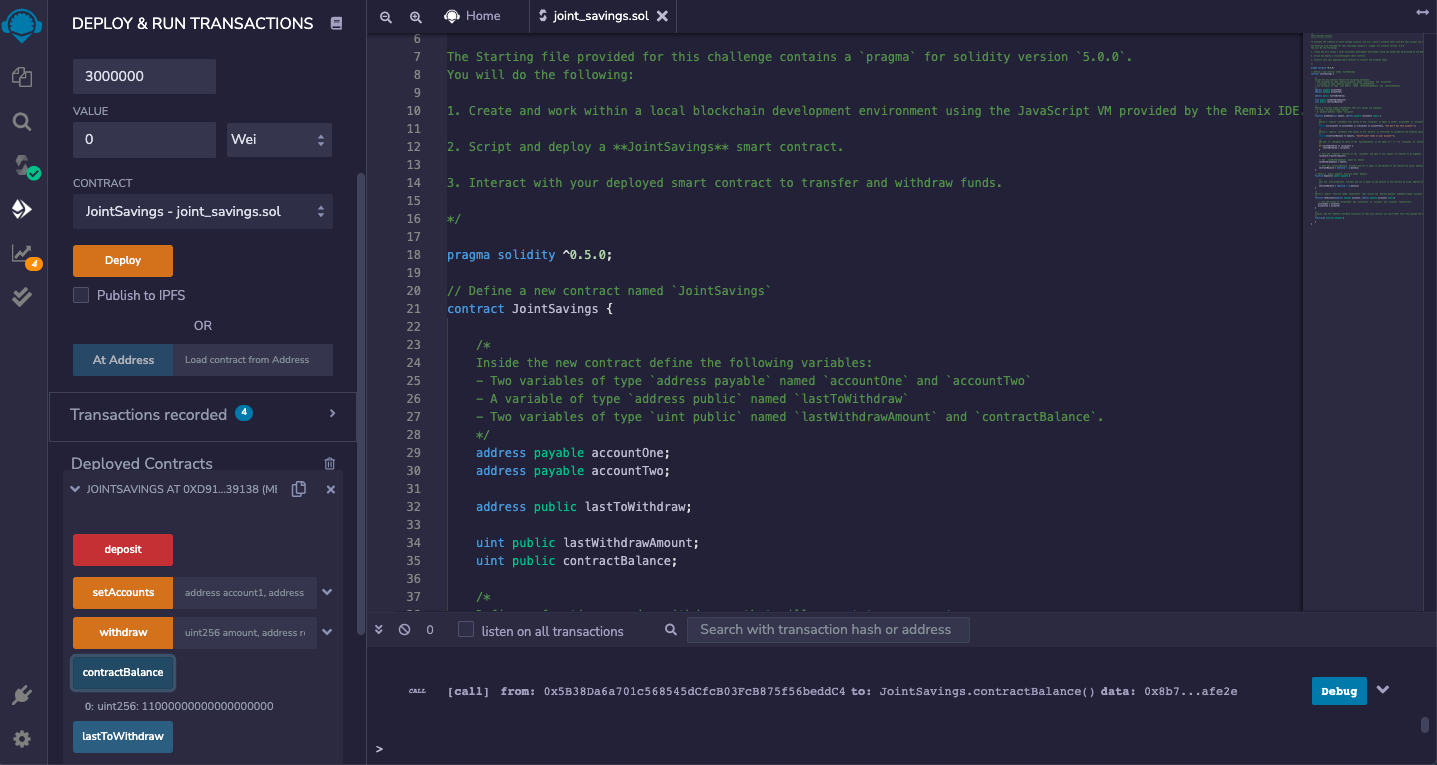 DEPLOY & RUN TRANSACTIONS
3000000
VALUE
0
Wei
CONTRACT
JointSavings - joint_savings.sol
Deploy
Publish to IPFS
OR
At Address
Load contract from Address
Transactions recorded 4
Deployed Contracts
JOINTSAVINGS AT 0XD91...39138 (ME
deposit
setAccounts
address account1, address
withdraw
uint256 amount, address re
contractBalance
0: uint256: 11000000000000000000
lastToWithdraw
4
Home
joint_savings.sol
6
7 The Starting file provided for this challenge contains a `pragma` for solidity version `5.0.0`.
8 You will do the following:
9
10 1. Create and work within a local blockchain development environment using the JavaScript VM provided by the Remix IDE.
11
12 2. Script and deploy a **JointSavings** smart contract.
13
14 3. Interact with your deployed smart contract to transfer and withdraw funds.
15
16 */
17
18 pragma solidity ^0.5.0;
19
20 // Define a new contract named `JointSavings`
21 contract JointSavings {
22
23 /*
24 Inside the new contract define the following variables:
25 - Two variables of type `address payable` named `accountOne` and `accountTwo`
26 - A variable of type `address public` named `lastToWithdraw`
27 - Two variables of type `uint public` named `lastWithdrawAmount` and `contractBalance`.
28 */
29 address payable accountOne;
30 address payable accountTwo;
31
32 address public lastToWithdraw;
33
34 uint public lastWithdrawAmount;
35 uint public contractBalance;
36
37 /*
0
listen on all transactions
Search with transaction hash or address
CALL
[call] from: 0x5B38Da6a701c568545dCfcB03FcB875f56beddC4 to: JointSavings.contractBalance() data: 0x8b7...afe2e
Debug
>